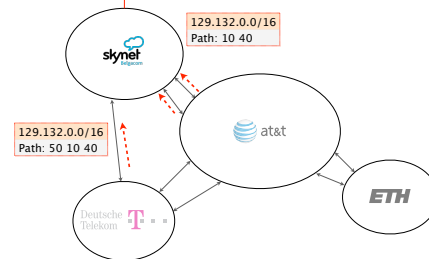 129.132.0.0/16
Path: 10 40
skynet
Belgacom
at&t
129.132.0.0/16
Path: 50 10 40
ETH
Deutsche
Telekom T